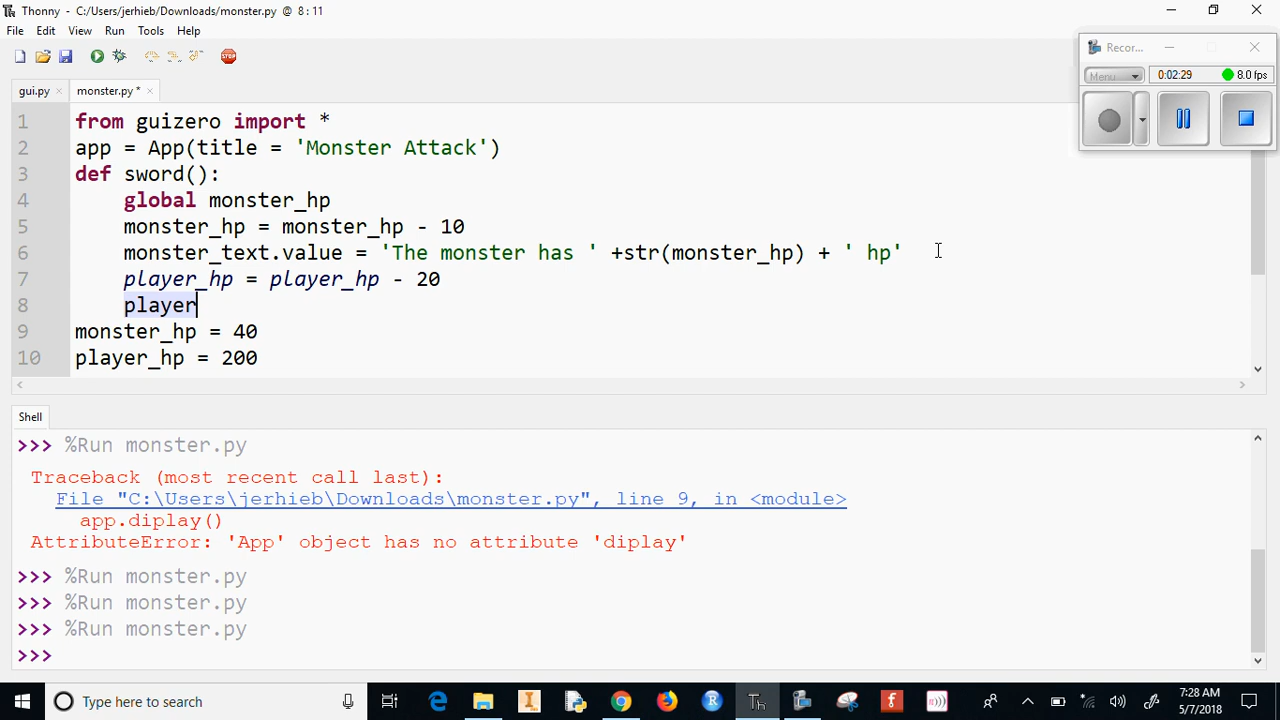 Thonny - C:/Users/jerhieb/Downloads/monster.py @ 8 : 11
File Edit View Run Tools Help
STOP
Recor...
Menu 0:02:29 8.0 fps
gui.py × monster.py * ×
1 from guizero import *
2 app = App(title = 'Monster Attack')
3 def sword():
4 global monster_hp
5 monster_hp = monster_hp - 10
6 monster_text.value = 'The monster has ' +str(monster_hp) + ' hp'
7 player_hp = player_hp - 20
8 player
9 monster_hp = 40
10 player_hp = 200
Shell
>>> %Run monster.py
Traceback (most recent call last):
File "C:\Users\jerhieb\Downloads\monster.py", line 9, in <module>
app.diplay()
AttributeError: 'App' object has no attribute 'diplay'
>>> %Run monster.py
>>> %Run monster.py
>>> %Run monster.py
>>>
Type here to search
R
Th
f
7:28 AM
5/7/2018